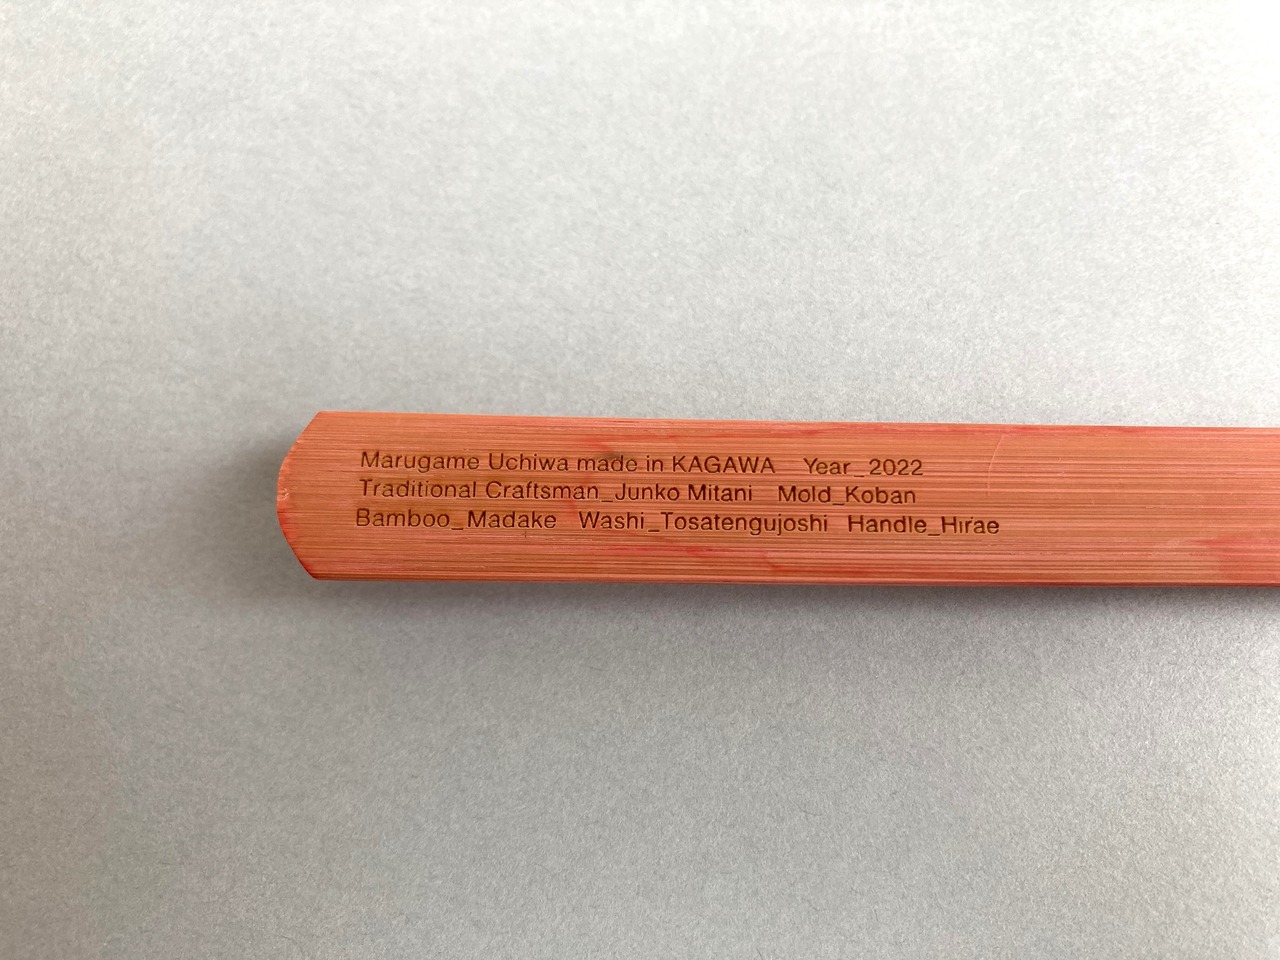 Marugame Uchiwa made in KAGAWA Year_2022
Traditional Craftsman_Junko Mitani Mold_Koban
Bamboo_Madake Washi_Tosatengujoshi Handle_Hirae